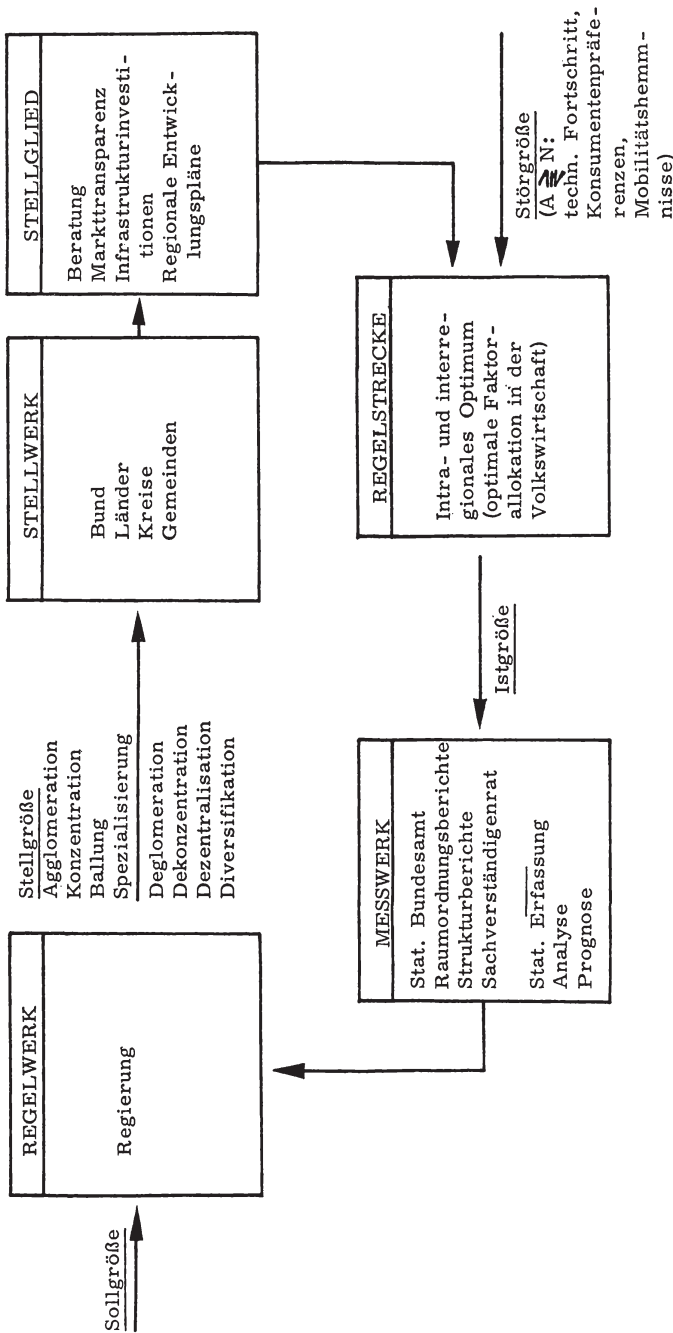 Sollgröße
REGELWERK
Regierung
Stellgröße
Agglomeration
Konzentration
Ballung
Spezialisierung
Deglomeration
Dekonzentration
Dezentralisation
Diversifikation
STELLWERK
Bund
Länder
Kreise
Gemeinden
STELLGLIED
Beratung
Markttransparenz
Infrastrukturinvesti-
tionen
Regionale Entwick-
lungspläne
MESSWERK
Stat. Bundesamt
Raumordnungsberichte
Strukturberichte
Sachverständigenrat
Stat. Erfassung
Analyse
Prognose
Istgröße
REGELSTRECKE
Intra- und interre-
gionales Optimum
(optimale Faktor-
allokation in der
Volkswirtschaft)
Störgröße
(A ⪌ N:
techn. Fortschritt,
Konsumentenpräfe-
renzen,
Mobilitätshemm-
nisse)